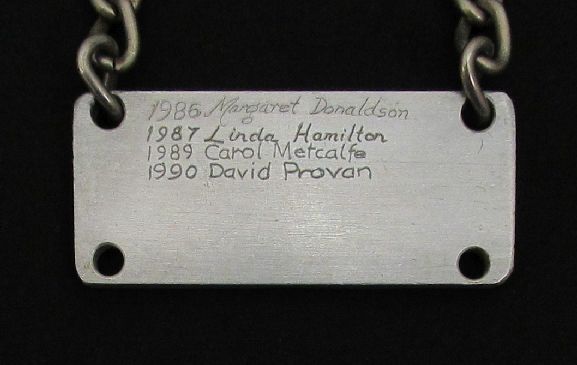 1986 Margaret Donaldson
1987 Linda Hamilton
1989 Carol Metcalfe
1990 David Provan